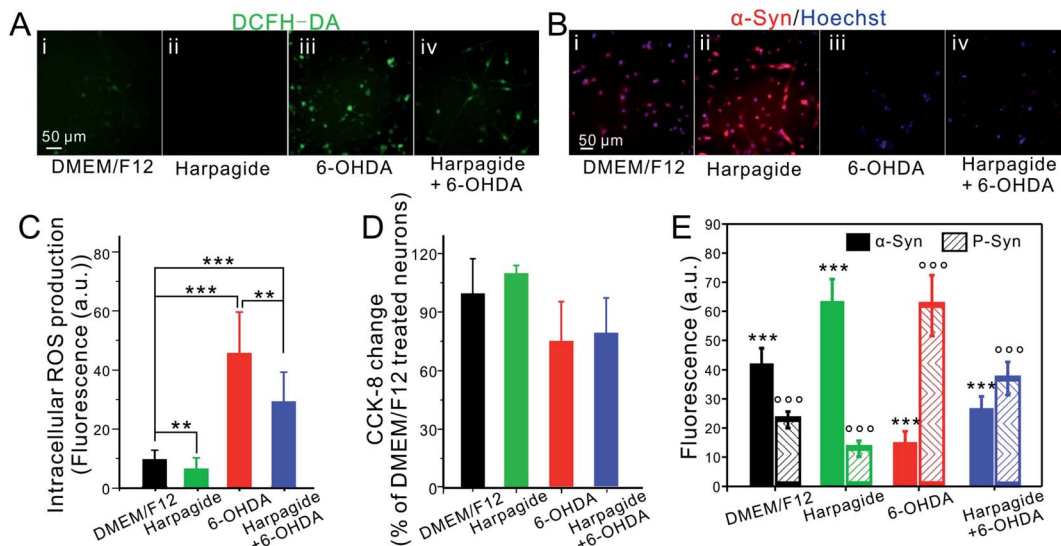 A
DCFH-DA
i
ii
iii
iv
50 μm
DMEM/F12
Harpagide
6-OHDA
Harpagide
+ 6-OHDA
B
α-Syn/Hoechst
i
ii
iii
iv
50 μm
DMEM/F12
Harpagide
6-OHDA
Harpagide
+ 6-OHDA
C
Intracellular ROS production
(Fluorescence (a.u.))
80
60
40
20
0
***
***
**
**
DMEM/F12
Harpagide
6-OHDA
Harpagide
+6-OHDA
D
CCK-8 change
(% of DMEM/F12 treated neurons)
120
90
60
30
0
DMEM/F12
Harpagide
6-OHDA
Harpagide
+6-OHDA
E
Fluorescence (a.u.)
90
80
70
60
50
40
30
20
10
0
α-Syn
P-Syn
***
°°°
***
°°°
***
°°°
***
°°°
DMEM/F12
Harpagide
6-OHDA
Harpagide
+6-OHDA